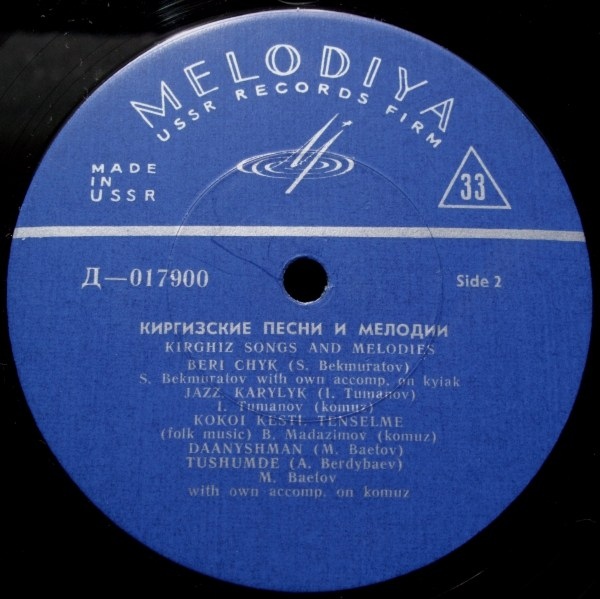 MELODIYA
USSR RECORDS FIRM
MADE
IN
USSR
33
Д—017900
Side 2
КИРГИЗСКИЕ ПЕСНИ И МЕЛОДИИ
KIRGHIZ SONGS AND MELODIES
BERI CHYK (S. Bekmuratov)
S. Bekmuratov with own accomp. on kyiak
JAZZ. KARYLYK (I. Tumanov)
I. Tumanov (komuz)
KOKOI KESTI. TENSELME
(folk music) B. Madazimov (komuz)
DAANYSHMAN (M. Baetov)
TUSHUMDE (A. Berdybaev)
M. Baetov
with own accomp. on komuz